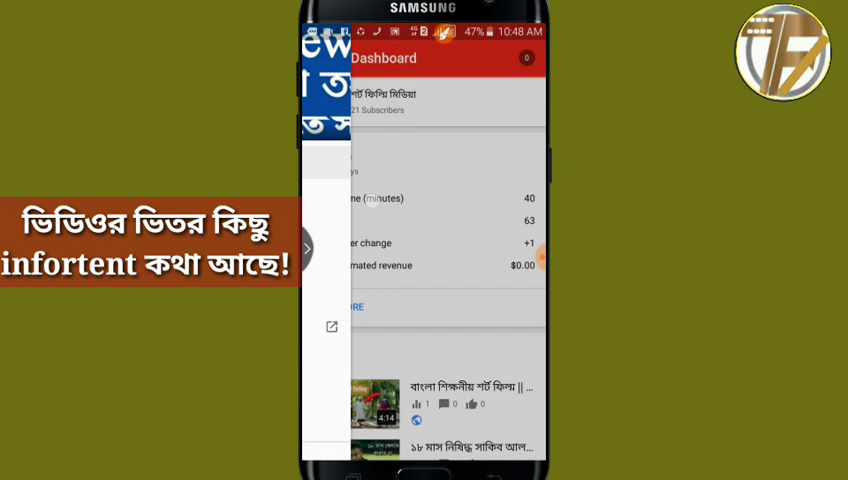 SAMSUNG
47% 10:48 AM
Dashboard
0
শর্ট ফিল্মি মিডিয়া
21 Subscribers
ys
me (minutes)
40
63
er change
+1
mated revenue
$0.00
ORE
ভিডিওর ভিতর কিছু
infortent কথা আছে!
বাংলা শিক্ষনীয় শর্ট ফিল্ম || ...
1 0 0
4:14
১৮ মাস নিষিদ্ধ সাকিব আল...